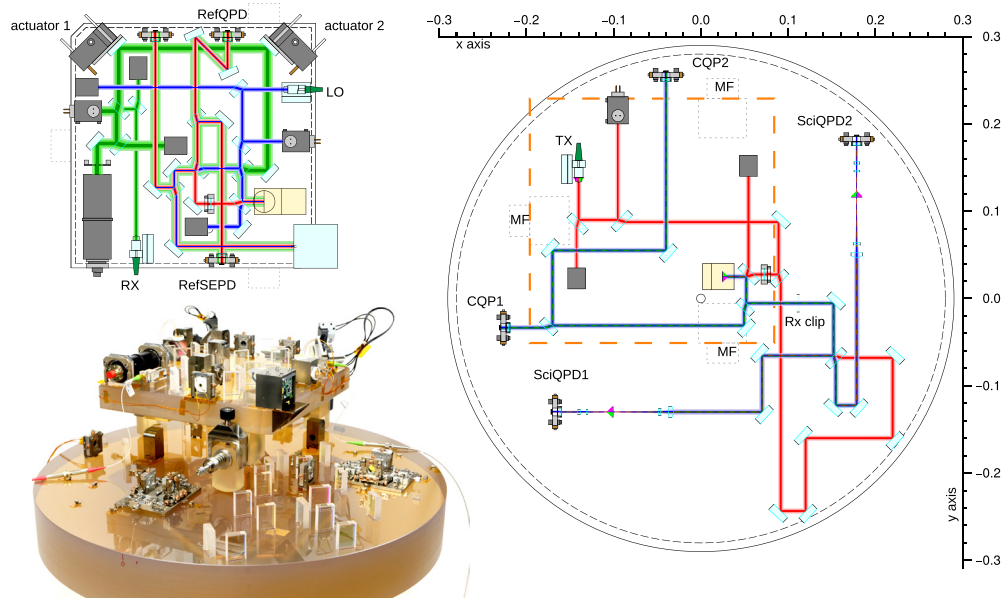 RefQPD
actuator 1
actuator 2
LO
RX
RefSEPD
−0.3
−0.2
−0.1
0.0
0.1
0.2
0.3
x axis
0.3
0.2
0.1
0.0
−0.1
−0.2
−0.3
y axis
CQP2
MF
SciQPD2
TX
MF
CQP1
Rx clip
MF
SciQPD1